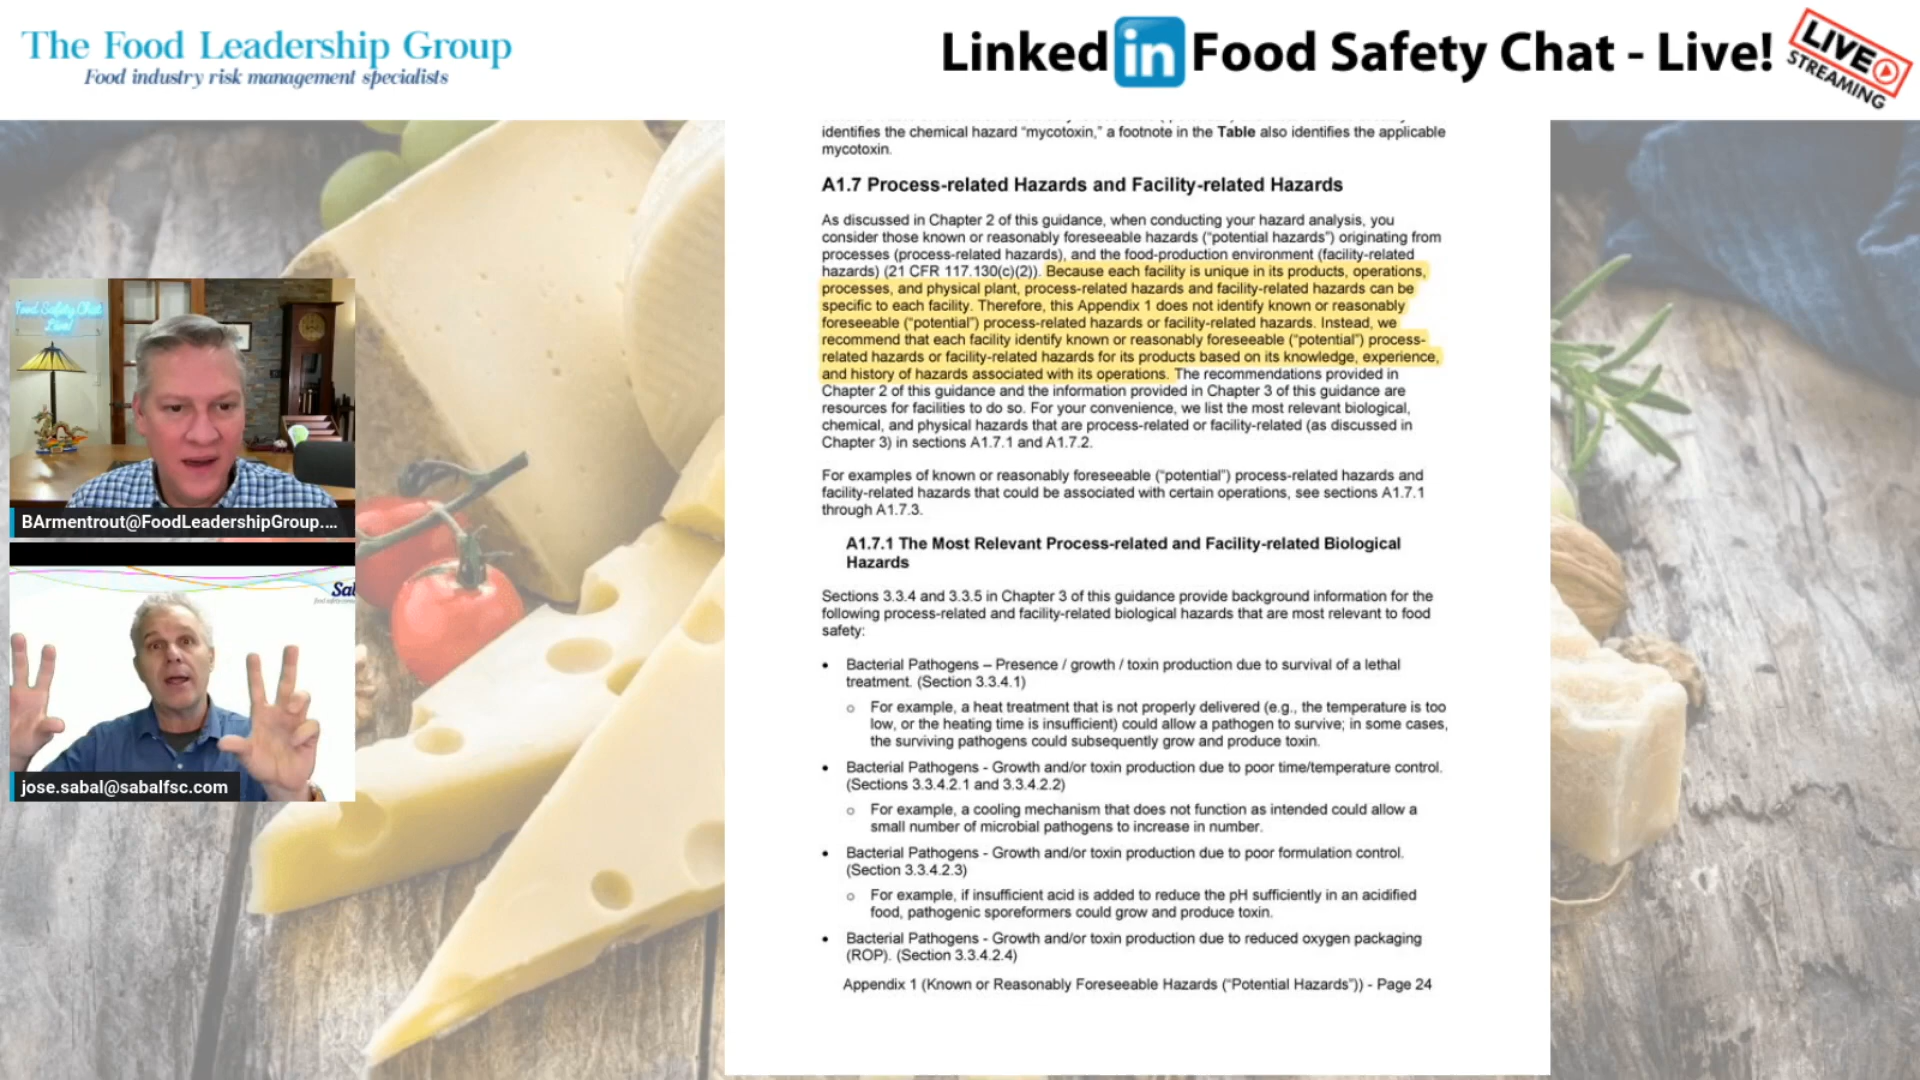 The Food Leadership Group
Food industry risk management specialists
Linked in Food Safety Chat - Live!
LIVE
STREAMING
Food Safety Chat
Live!
BArmentrout@FoodLeadershipGroup....
Sal
jose.sabal@sabalfsc.com
identifies the chemical hazard “mycotoxin,” a footnote in the Table also identifies the applicable
mycotoxin.
A1.7 Process-related Hazards and Facility-related Hazards
As discussed in Chapter 2 of this guidance, when conducting your hazard analysis, you
consider those known or reasonably foreseeable hazards (“potential hazards”) originating from
processes (process-related hazards), and the food-production environment (facility-related
hazards) (21 CFR 117.130(c)(2)). Because each facility is unique in its products, operations,
processes, and physical plant, process-related hazards and facility-related hazards can be
specific to each facility. Therefore, this Appendix 1 does not identify known or reasonably
foreseeable (“potential”) process-related hazards or facility-related hazards. Instead, we
recommend that each facility identify known or reasonably foreseeable (“potential”) process-
related hazards or facility-related hazards for its products based on its knowledge, experience,
and history of hazards associated with its operations. The recommendations provided in
Chapter 2 of this guidance and the information provided in Chapter 3 of this guidance are
resources for facilities to do so. For your convenience, we list the most relevant biological,
chemical, and physical hazards that are process-related or facility-related (as discussed in
Chapter 3) in sections A1.7.1 and A1.7.2.
For examples of known or reasonably foreseeable (“potential”) process-related hazards and
facility-related hazards that could be associated with certain operations, see sections A1.7.1
through A1.7.3.
A1.7.1 The Most Relevant Process-related and Facility-related Biological
Hazards
Sections 3.3.4 and 3.3.5 in Chapter 3 of this guidance provide background information for the
following process-related and facility-related biological hazards that are most relevant to food
safety:
• Bacterial Pathogens – Presence / growth / toxin production due to survival of a lethal
treatment. (Section 3.3.4.1)
o For example, a heat treatment that is not properly delivered (e.g., the temperature is too
low, or the heating time is insufficient) could allow a pathogen to survive; in some cases,
the surviving pathogens could subsequently grow and produce toxin.
• Bacterial Pathogens - Growth and/or toxin production due to poor time/temperature control.
(Sections 3.3.4.2.1 and 3.3.4.2.2)
o For example, a cooling mechanism that does not function as intended could allow a
small number of microbial pathogens to increase in number.
• Bacterial Pathogens - Growth and/or toxin production due to poor formulation control.
(Section 3.3.4.2.3)
o For example, if insufficient acid is added to reduce the pH sufficiently in an acidified
food, pathogenic sporeformers could grow and produce toxin.
• Bacterial Pathogens - Growth and/or toxin production due to reduced oxygen packaging
(ROP). (Section 3.3.4.2.4)
Appendix 1 (Known or Reasonably Foreseeable Hazards (“Potential Hazards”)) - Page 24